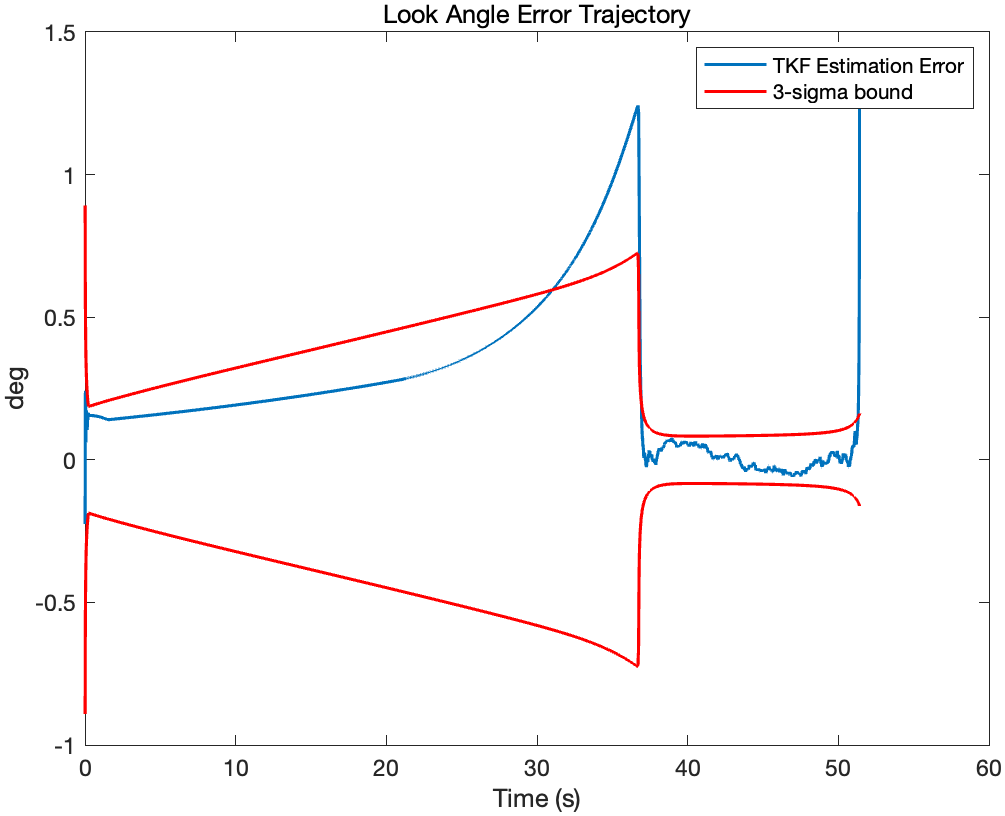 Look Angle Error Trajectory
TKF Estimation Error
3-sigma bound
1.5
1
0.5
0
-0.5
-1
deg
0 10 20 30 40 50 60
Time (s)